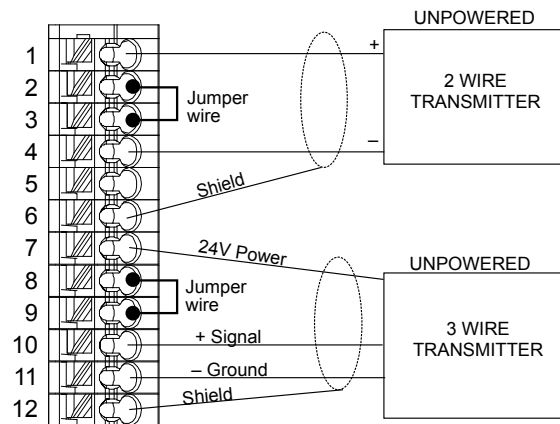 UNPOWERED
1
+
2
2 WIRE
TRANSMITTER
Jumper
wire
3
4
–
5
Shield
6
7
24V Power
UNPOWERED
8
Jumper
wire
9
3 WIRE
TRANSMITTER
10
+ Signal
11
– Ground
12
Shield